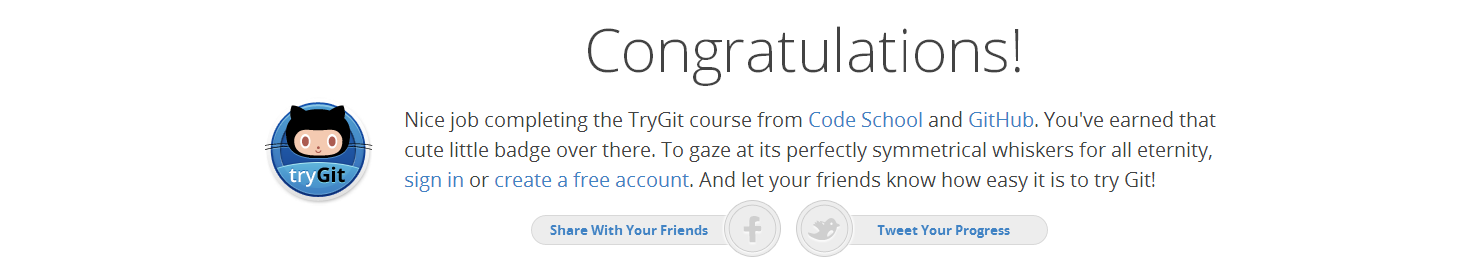 Congratulations!
Nice job completing the TryGit course from Code School and GitHub. You've earned that
cute little badge over there. To gaze at its perfectly symmetrical whiskers for all eternity,
sign in or create a free account. And let your friends know how easy it is to try Git!
tryGit
Share With Your Friends
Tweet Your Progress